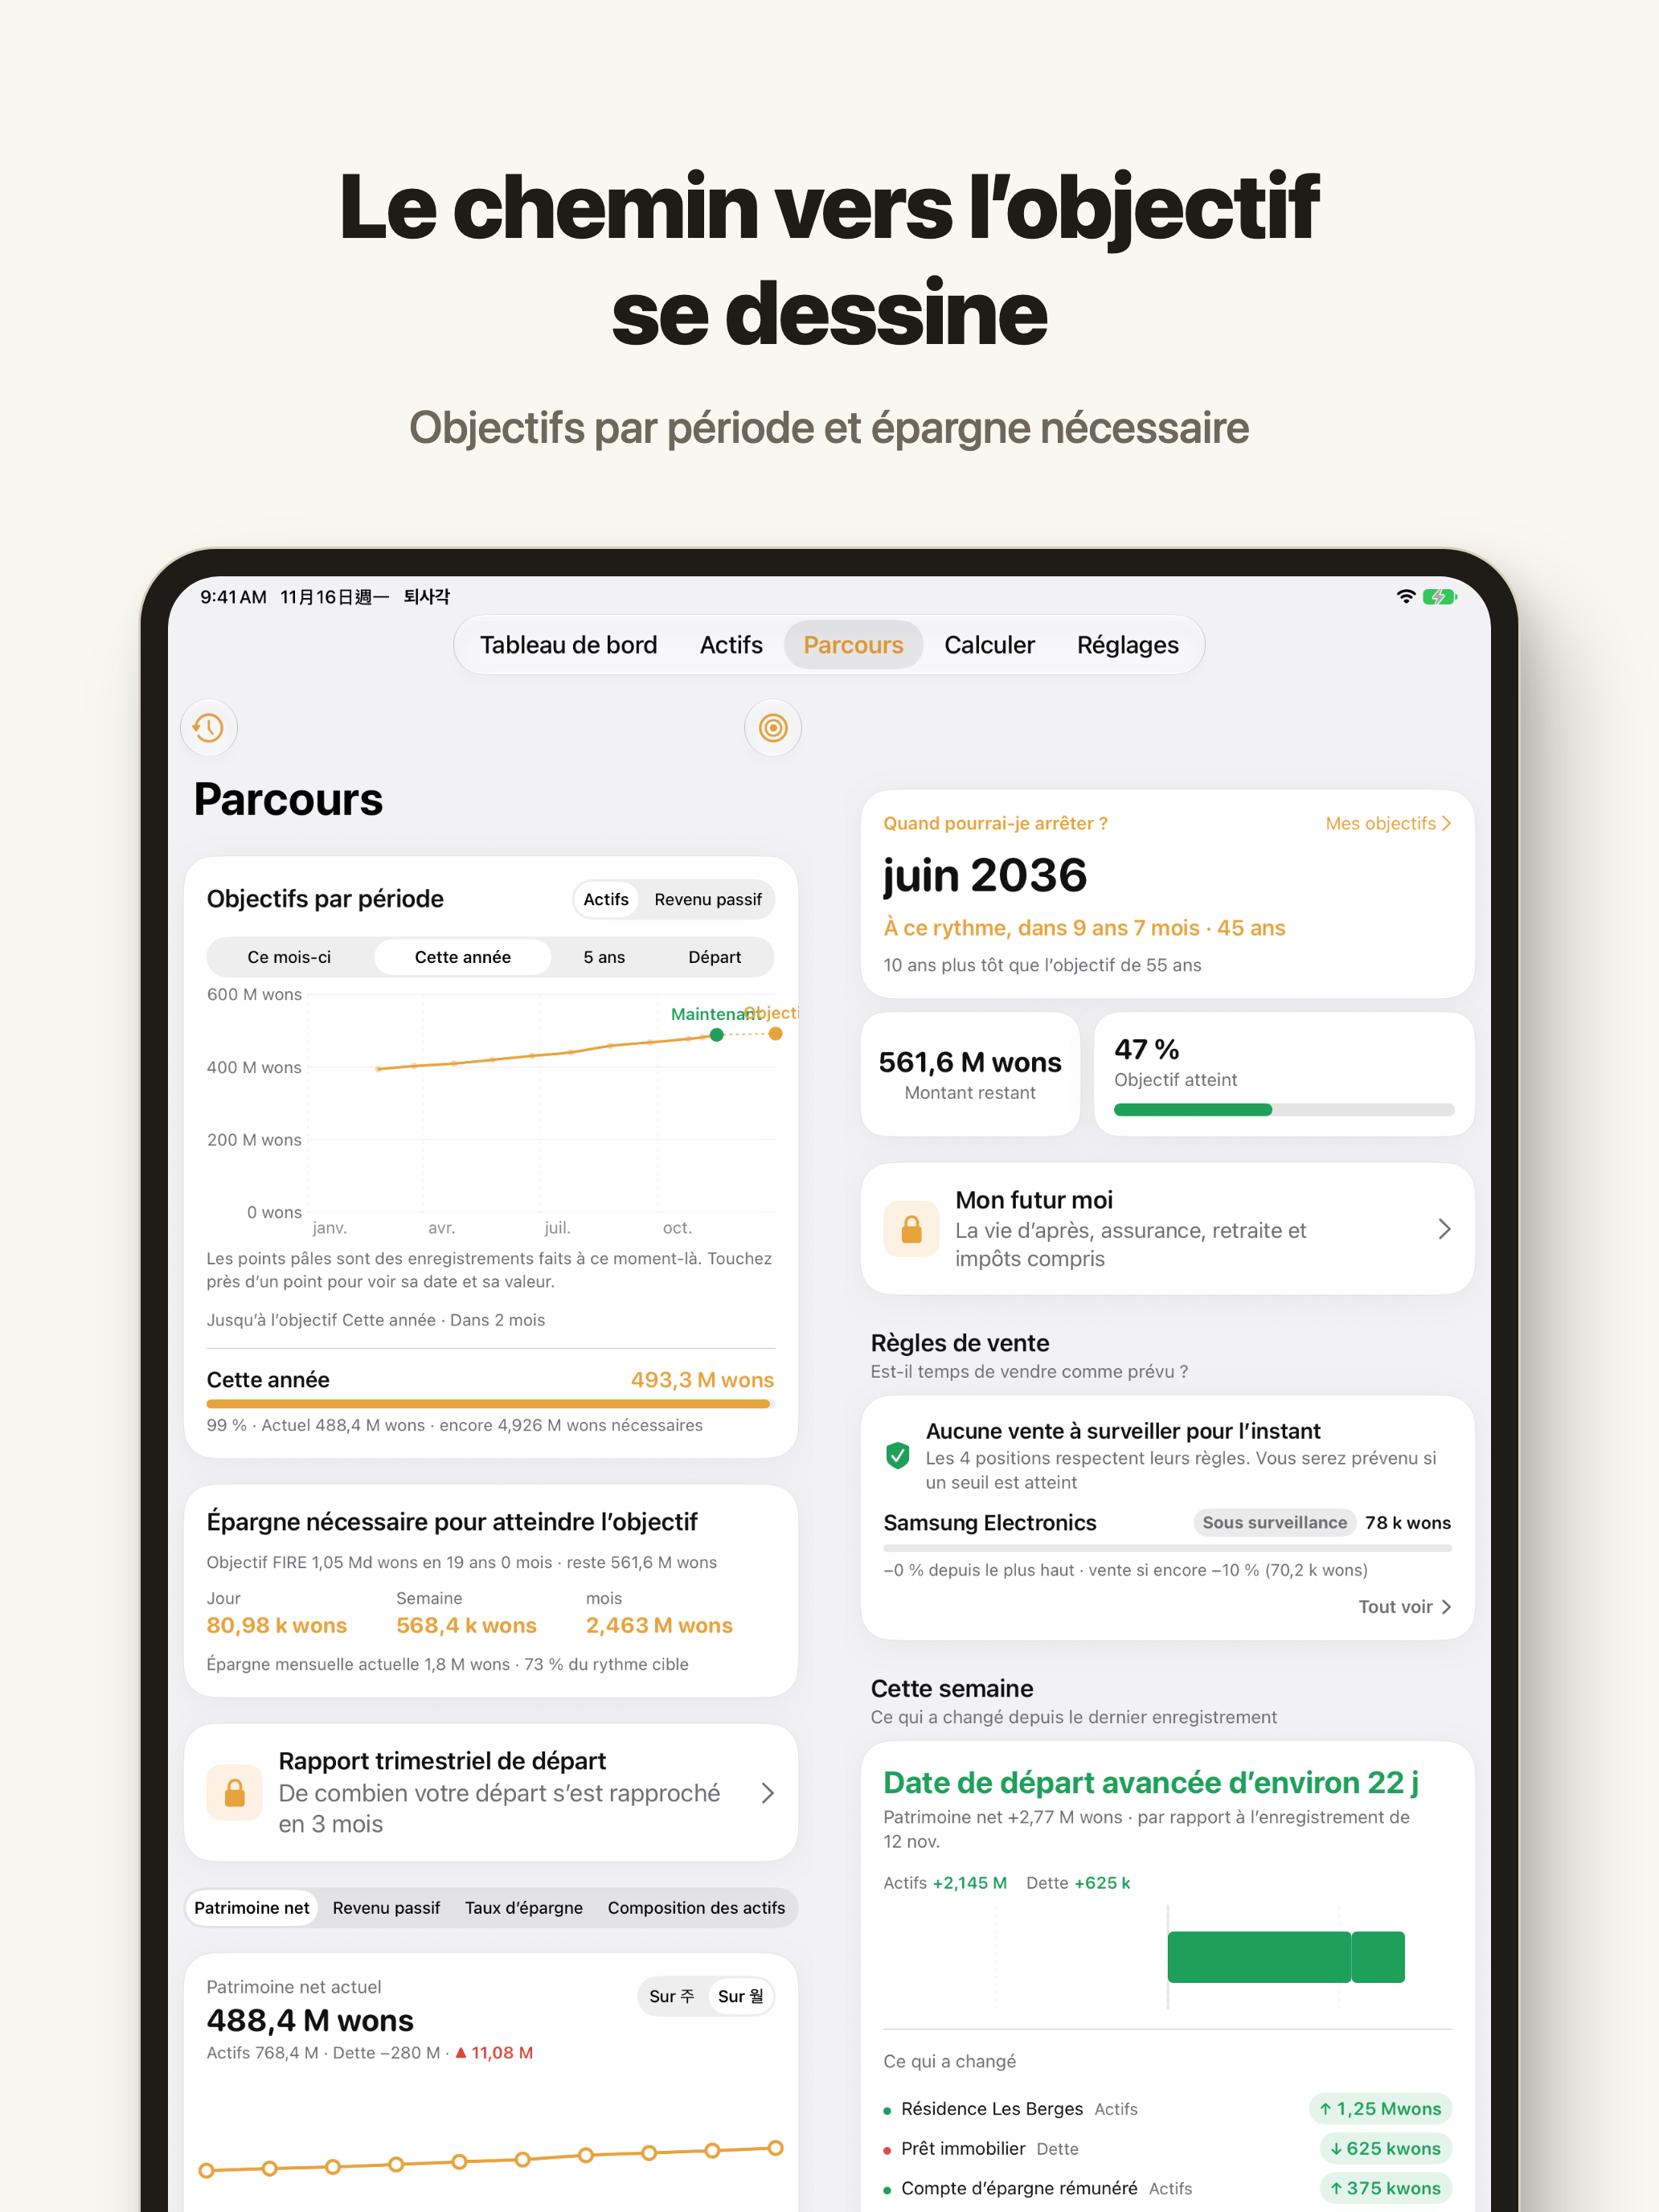 Le chemin vers l’objectif
se dessine
Objectifs par période et épargne nécessaire
9:41 AM 11月16日週一 퇴사각
Tableau de bord Actifs Parcours Calculer Réglages
Parcours
Objectifs par période
Actifs Revenu passif
Ce mois-ci Cette année 5 ans Départ
600 M wons
Maintenant Objecti
400 M wons
200 M wons
0 wons
janv. avr. juil. oct.
Les points pâles sont des enregistrements faits à ce moment-là. Touchez
près d’un point pour voir sa date et sa valeur.
Jusqu’à l’objectif Cette année · Dans 2 mois
Cette année 493,3 M wons
99 % · Actuel 488,4 M wons · encore 4,926 M wons nécessaires
Épargne nécessaire pour atteindre l’objectif
Objectif FIRE 1,05 Md wons en 19 ans 0 mois · reste 561,6 M wons
Jour Semaine mois
80,98 k wons 568,4 k wons 2,463 M wons
Épargne mensuelle actuelle 1,8 M wons · 73 % du rythme cible
Rapport trimestriel de départ
De combien votre départ s’est rapproché
en 3 mois
Patrimoine net Revenu passif Taux d’épargne Composition des actifs
Patrimoine net actuel
Sur 주 Sur 월
488,4 M wons
Actifs 768,4 M · Dette −280 M · ▲ 11,08 M
Quand pourrai-je arrêter ? Mes objectifs
juin 2036
À ce rythme, dans 9 ans 7 mois · 45 ans
10 ans plus tôt que l’objectif de 55 ans
561,6 M wons
Montant restant
47 %
Objectif atteint
Mon futur moi
La vie d’après, assurance, retraite et
impôts compris
Règles de vente
Est-il temps de vendre comme prévu ?
Aucune vente à surveiller pour l’instant
Les 4 positions respectent leurs règles. Vous serez prévenu si
un seuil est atteint
Samsung Electronics Sous surveillance 78 k wons
−0 % depuis le plus haut · vente si encore −10 % (70,2 k wons)
Tout voir
Cette semaine
Ce qui a changé depuis le dernier enregistrement
Date de départ avancée d’environ 22 j
Patrimoine net +2,77 M wons · par rapport à l’enregistrement de
12 nov.
Actifs +2,145 M Dette +625 k
Ce qui a changé
Résidence Les Berges Actifs ↑ 1,25 Mwons
Prêt immobilier Dette ↓ 625 kwons
Compte d’épargne rémunéré Actifs ↑ 375 kwons